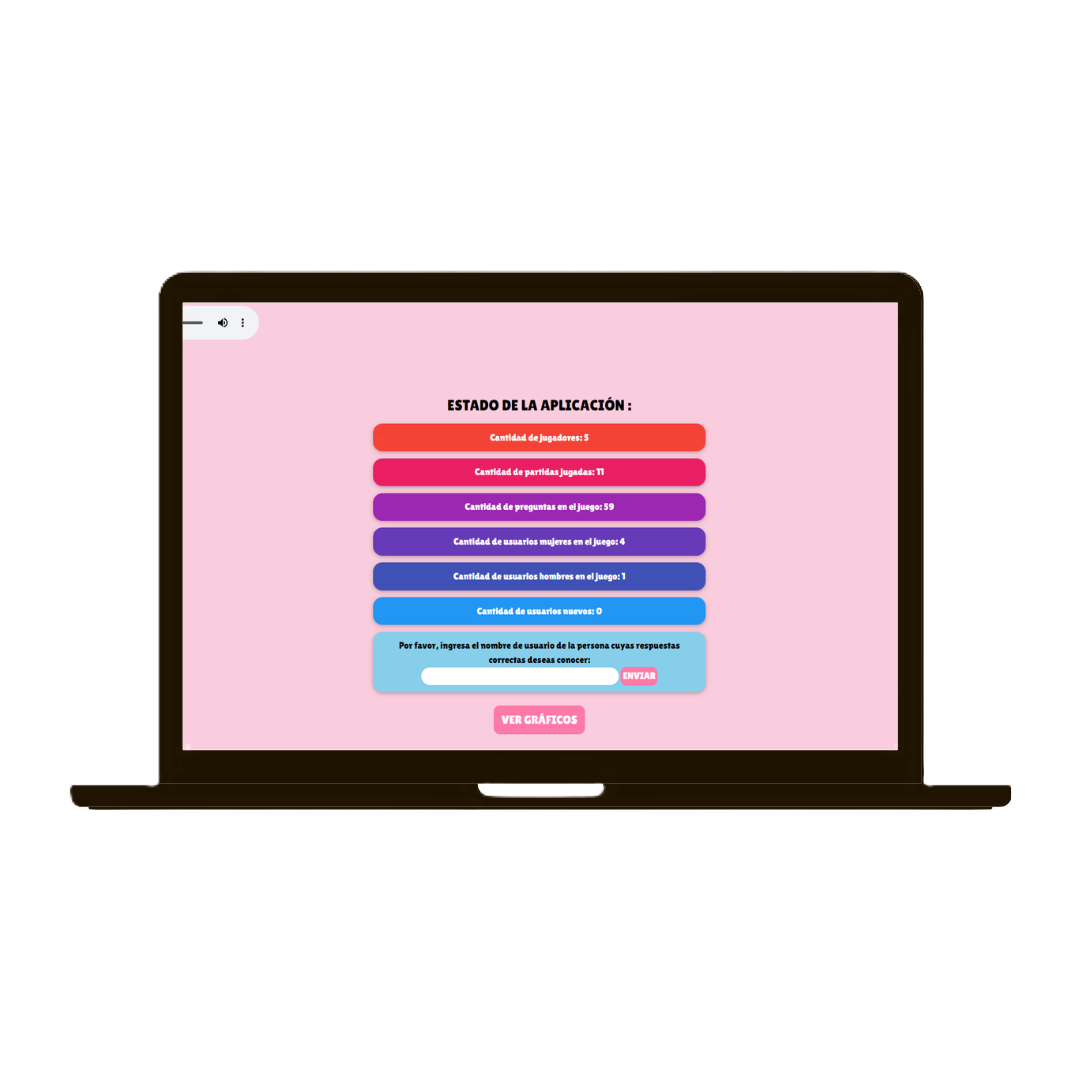 ESTADO DE LA APLICACIÓN :
Cantidad de jugadores: 5
Cantidad de partidas jugadas: 11
Cantidad de preguntas en el juego: 59
Cantidad de usuarios mujeres en el juego: 4
Cantidad de usuarios hombres en el juego: 1
Cantidad de usuarios nuevos: 0
Por favor, ingresa el nombre de usuario de la persona cuyas respuestas
correctas deseas conocer:
ENVIAR
VER GRÁFICOS